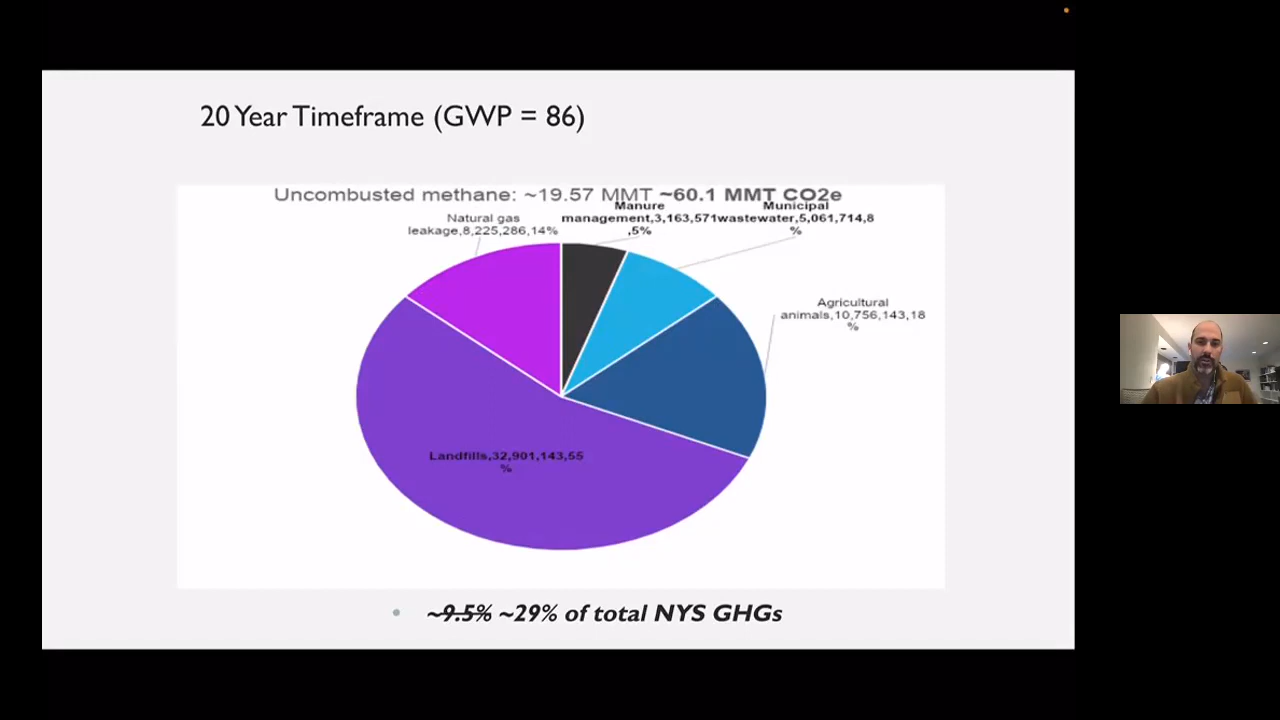 20 Year Timeframe (GWP = 86)
Uncombusted methane: ~19.57 MMT ~60.1 MMT CO2e
Natural gas
leakage,8,225,286,14%
Manure
management,3,163,571
,5%
Municipal
wastewater,5,061,714,8
%
Agricultural
animals,10,756,143,18
%
Landfills,32,901,143,55
%
• ~9.5% ~29% of total NYS GHGs